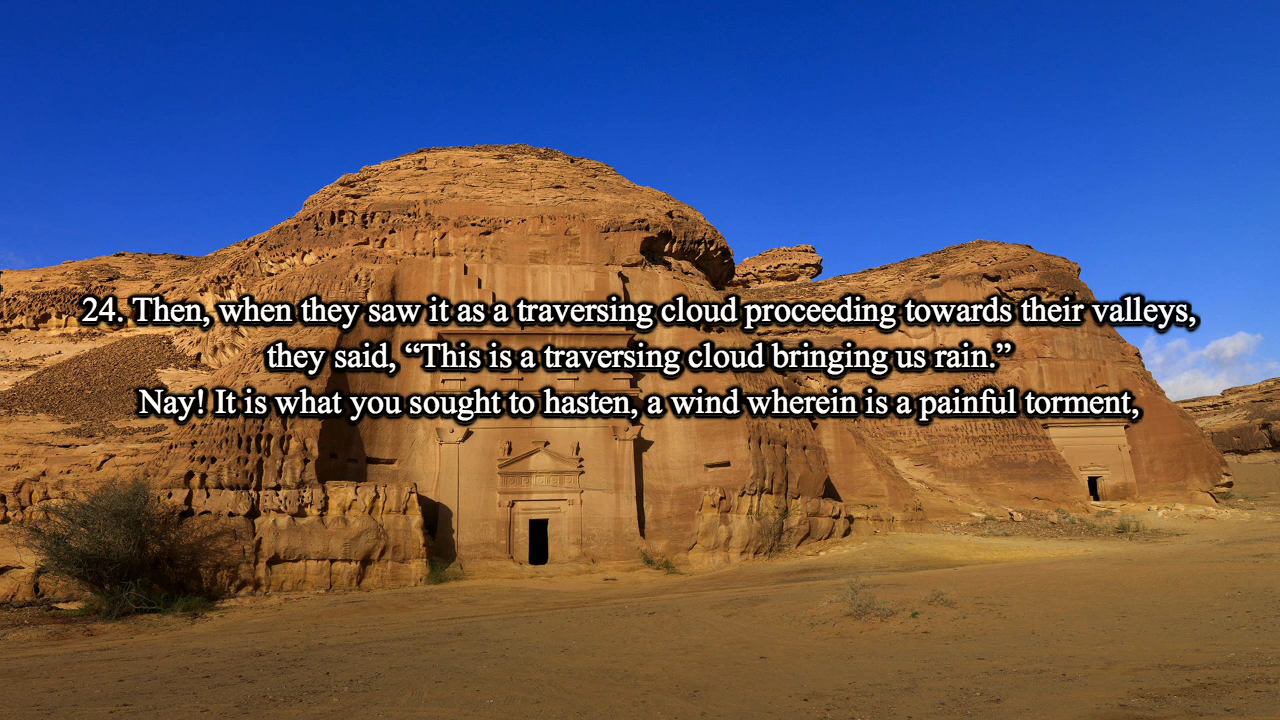 24. Then, when they saw it as a traversing cloud proceeding towards their valleys,
they said, “This is a traversing cloud bringing us rain.”
Nay! It is what you sought to hasten, a wind wherein is a painful torment,